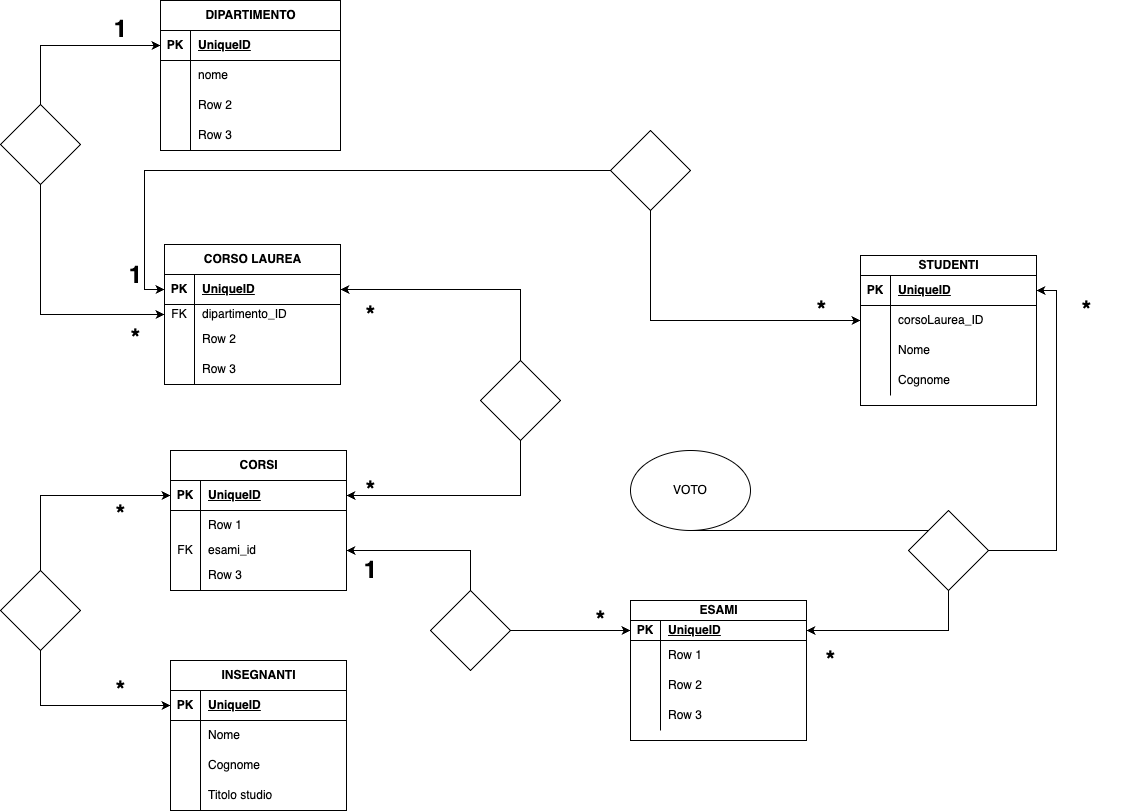 DIPARTIMENTO
1
PK UniqueID
nome
Row 2
Row 3
CORSO LAUREA
1
PK UniqueID
*
FK dipartimento_ID
*
Row 2
Row 3
STUDENTI
PK UniqueID
*
*
corsoLaurea_ID
Nome
Cognome
CORSI
*
PK UniqueID
*
Row 1
FK esami_id
1
Row 3
VOTO
ESAMI
*
PK UniqueID
*
Row 1
Row 2
Row 3
INSEGNANTI
*
PK UniqueID
Nome
Cognome
Titolo studio